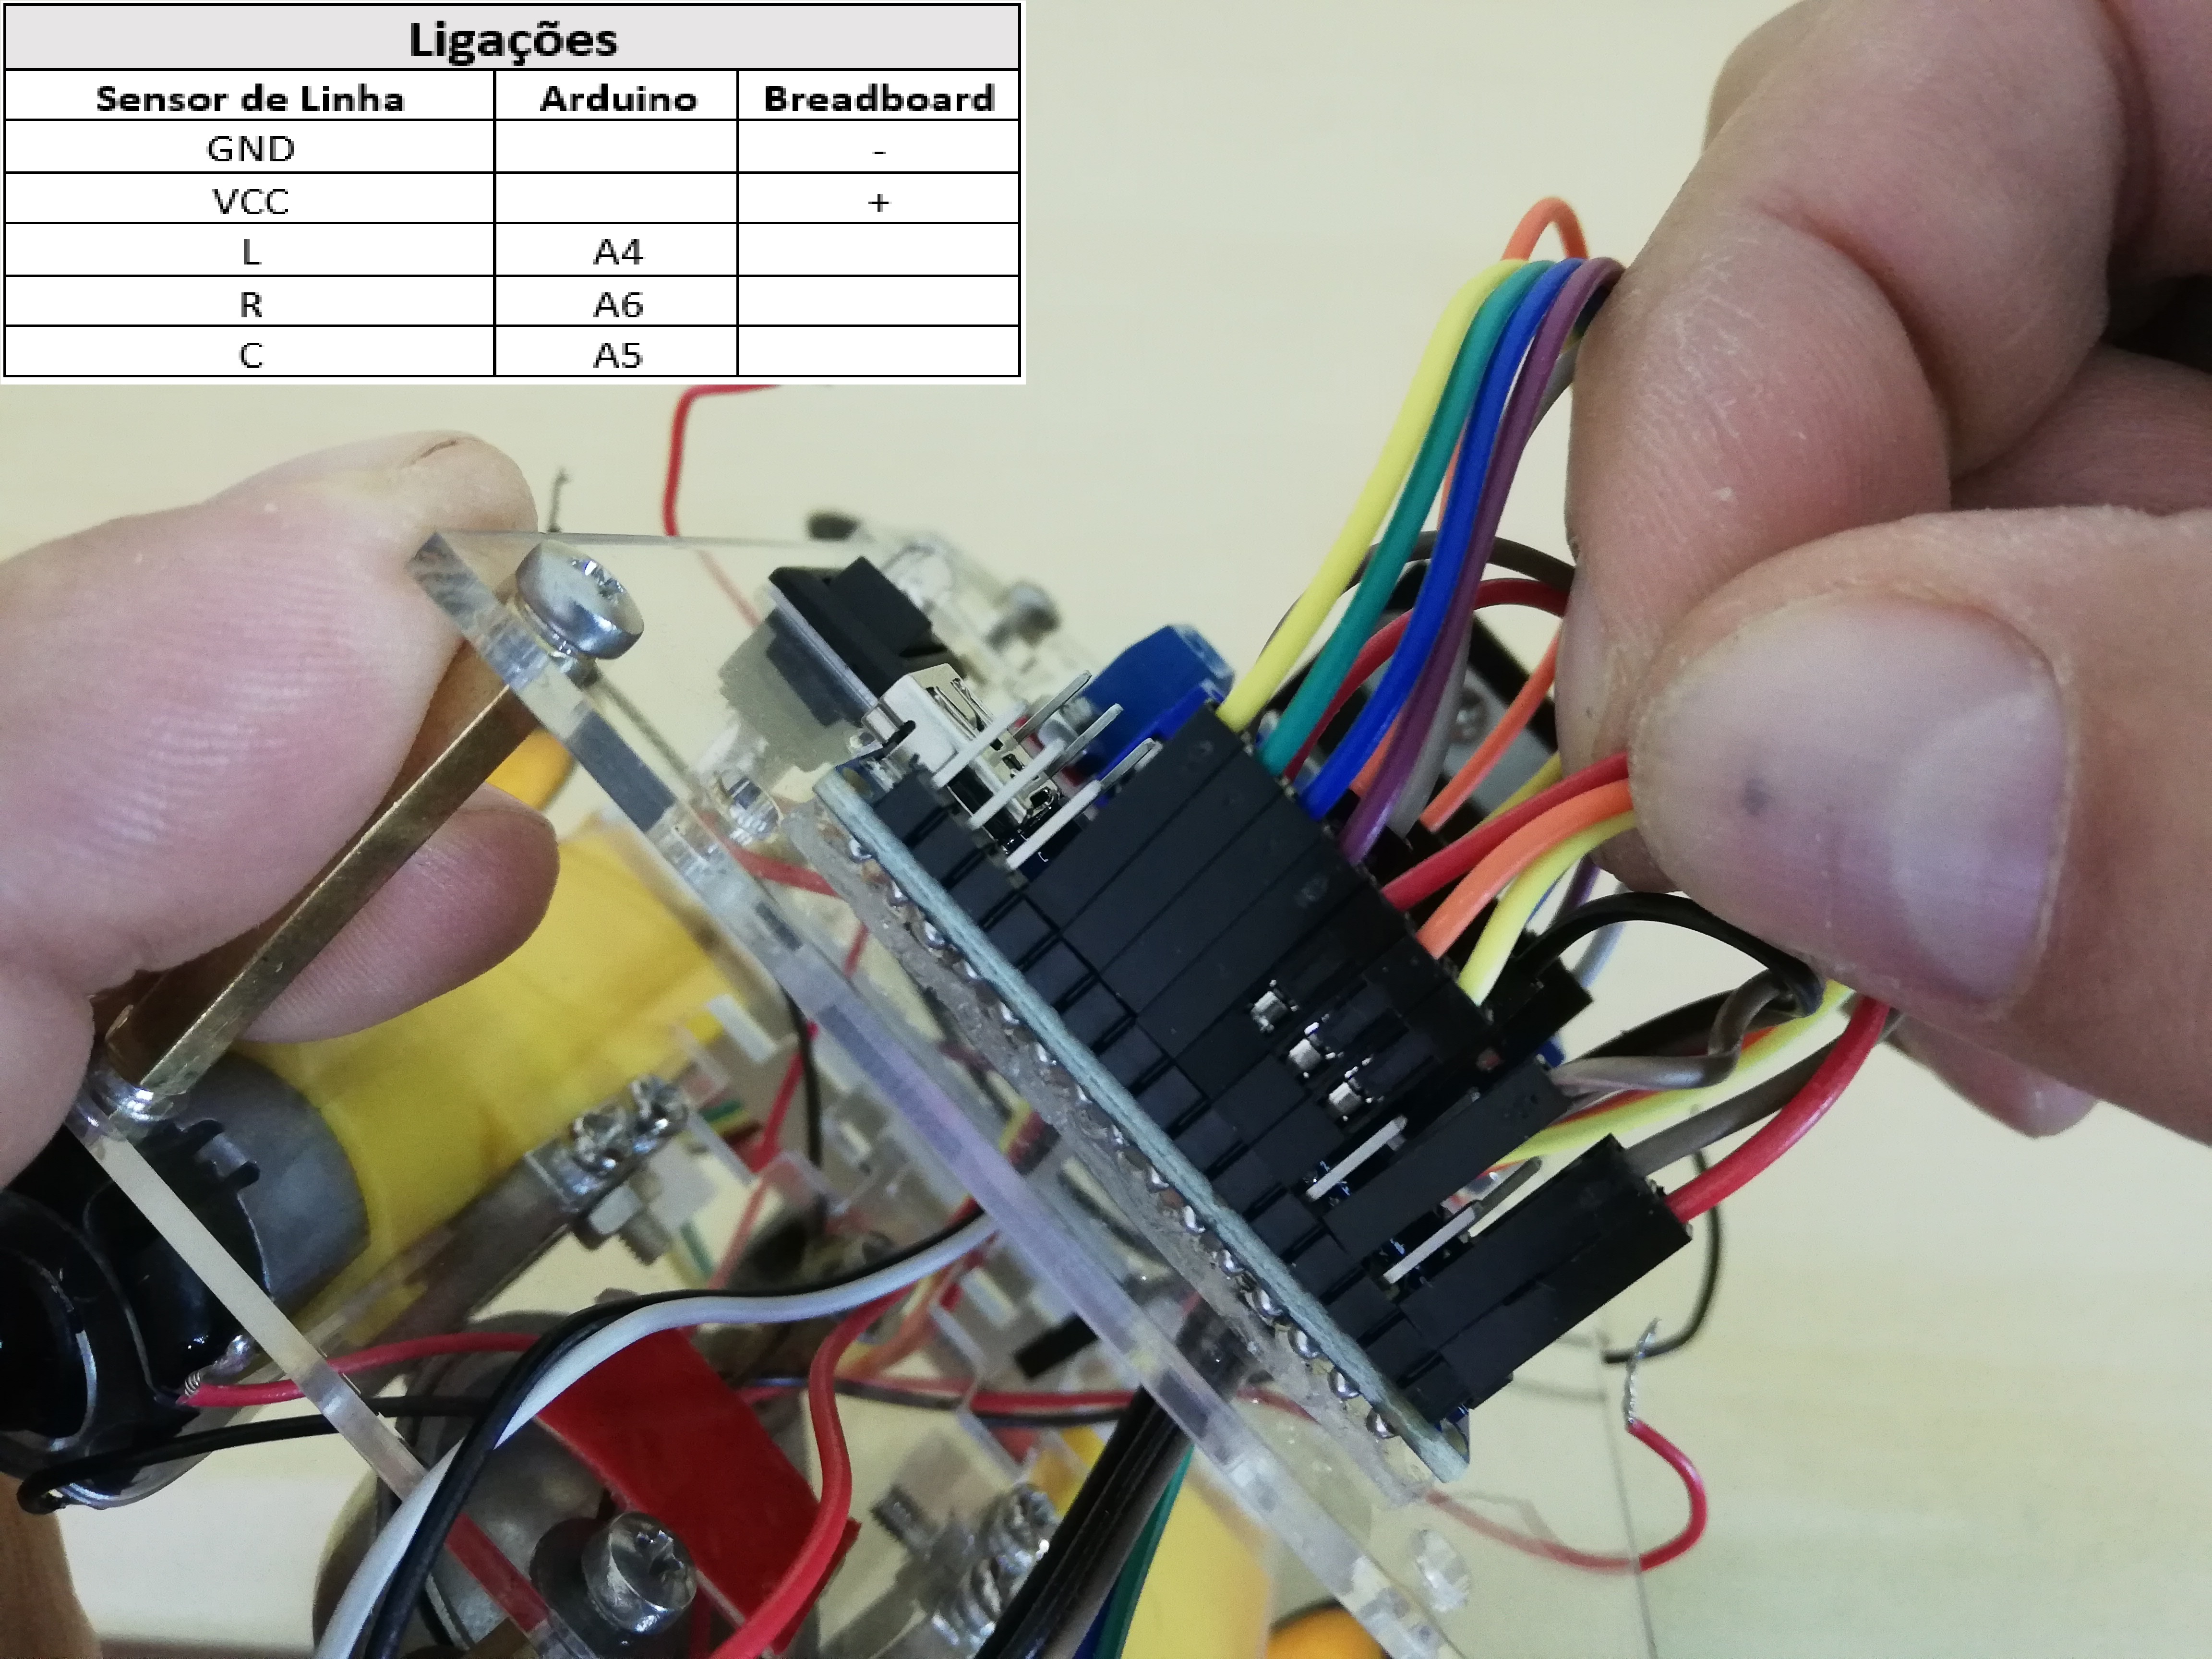 Ligações
Sensor de Linha Arduino Breadboard
GND -
VCC +
L A4
R A6
C A5